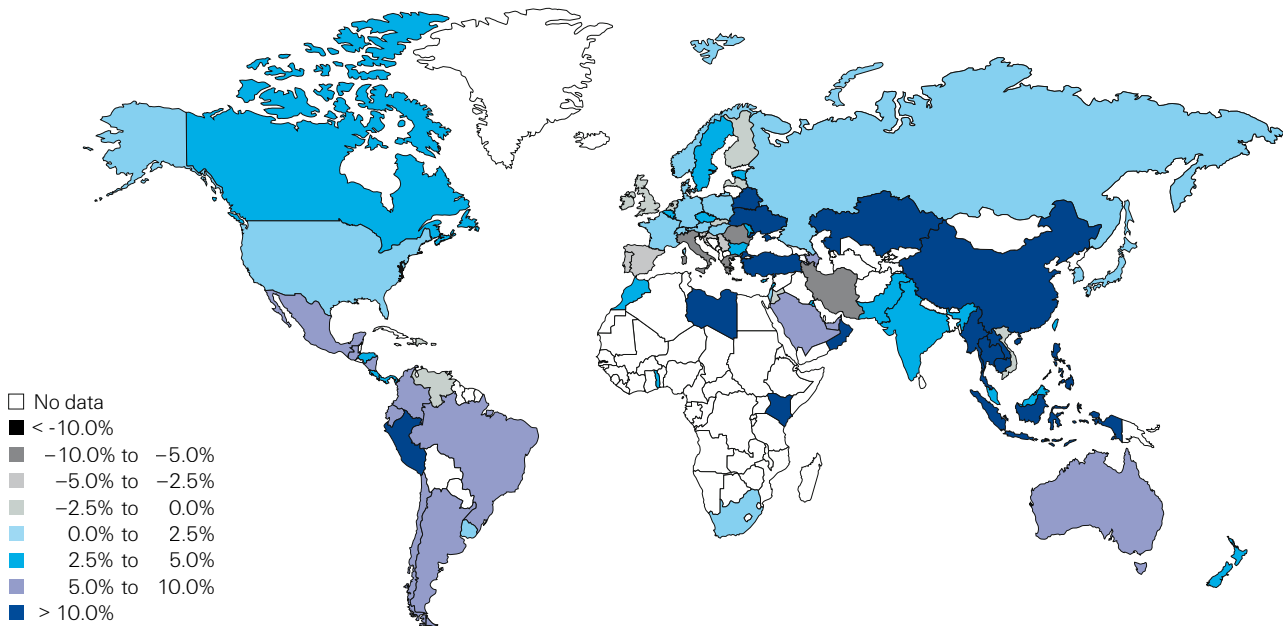 No data
< -10.0%
−10.0% to −5.0%
−5.0% to −2.5%
−2.5% to 0.0%
0.0% to 2.5%
2.5% to 5.0%
5.0% to 10.0%
> 10.0%